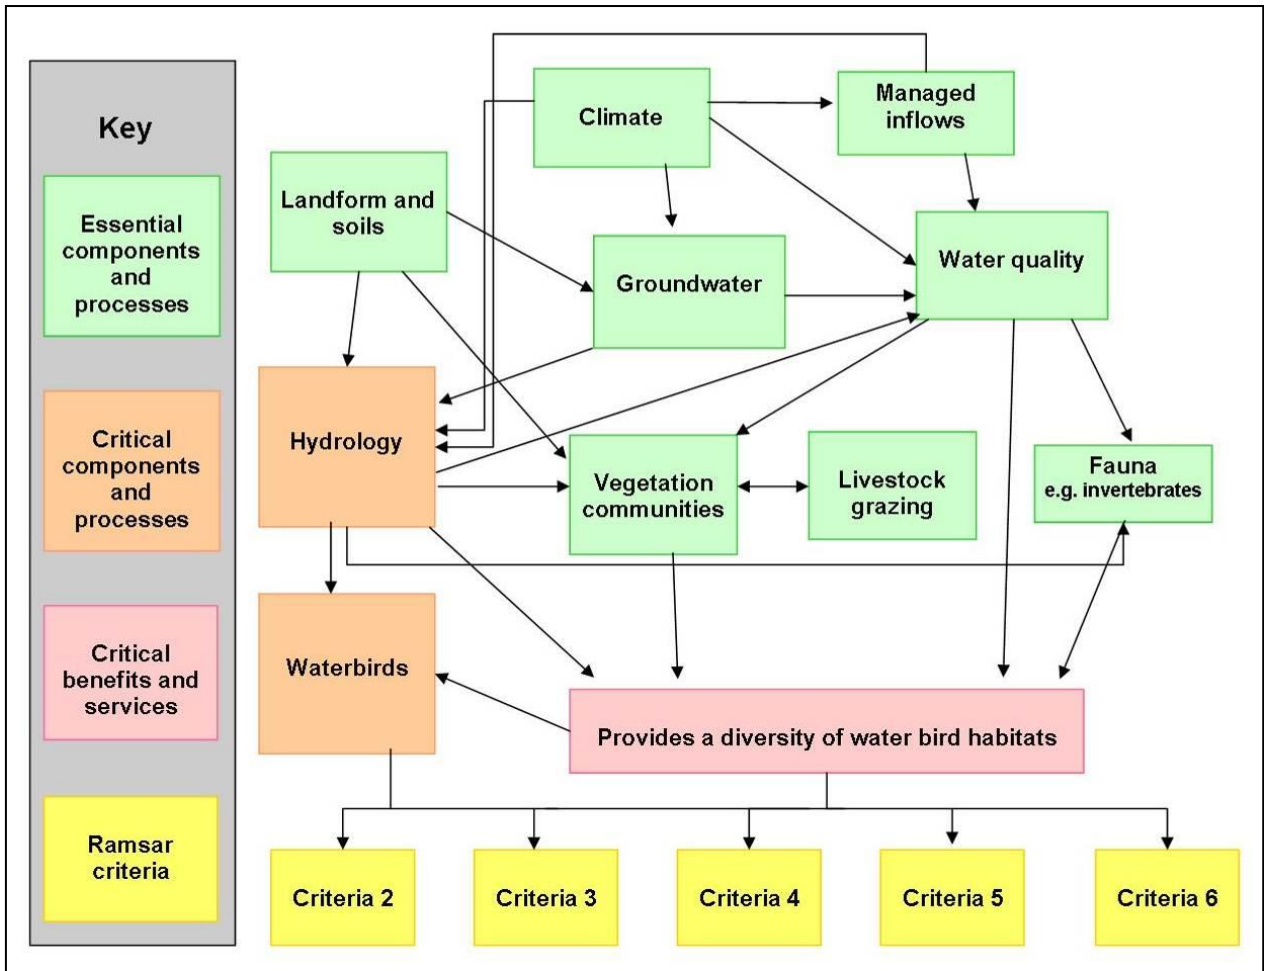 Key
Essential
components
and
processes
Critical
components
and
processes
Critical
benefits and
services
Ramsar
criteria
Climate
Managed
inflows
Landform and
soils
Groundwater
Water quality
Hydrology
Vegetation
communities
Livestock
grazing
Fauna
e.g. invertebrates
Waterbirds
Provides a diversity of water bird habitats
Criteria 2
Criteria 3
Criteria 4
Criteria 5
Criteria 6